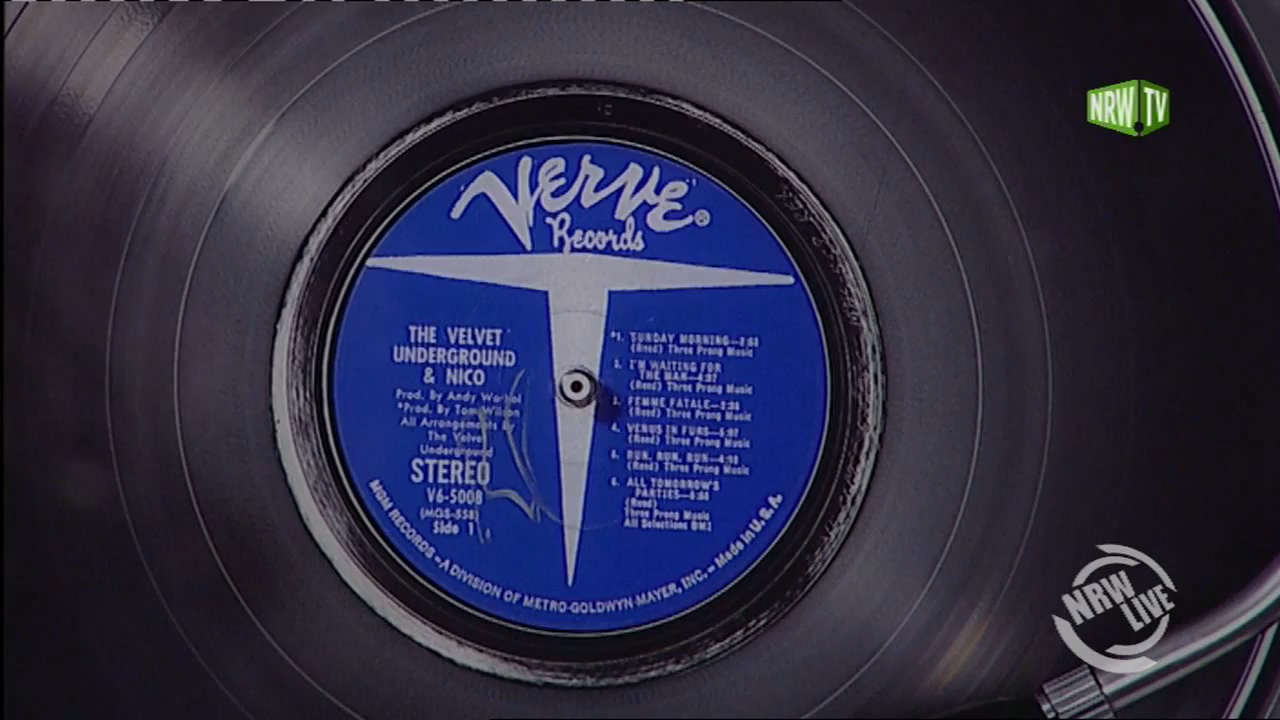 NRW.TV
Verve®
Records
THE VELVET
UNDERGROUND
& NICO
Prod. By Andy Warhol
*Prod. By Tom Wilson
All Arrangements By
The Velvet
Underground
STEREO
V6-5008
(MGS-558)
Side 1
*1. SUNDAY MORNING
(Reed) Three Prong Music
2. I'M WAITING FOR
THE MAN
(Reed) Three Prong Music
3. FEMME FATALE
(Reed) Three Prong Music
4. VENUS IN FURS
(Reed) Three Prong Music
5. RUN, RUN, RUN
(Reed) Three Prong Music
6. ALL TOMORROW'S
PARTIES
(Reed)
Three Prong Music
All Selections BMI
MGM RECORDS – A DIVISION OF METRO-GOLDWYN-MAYER, INC. – Made in U.S.A.
NRW
LIVE